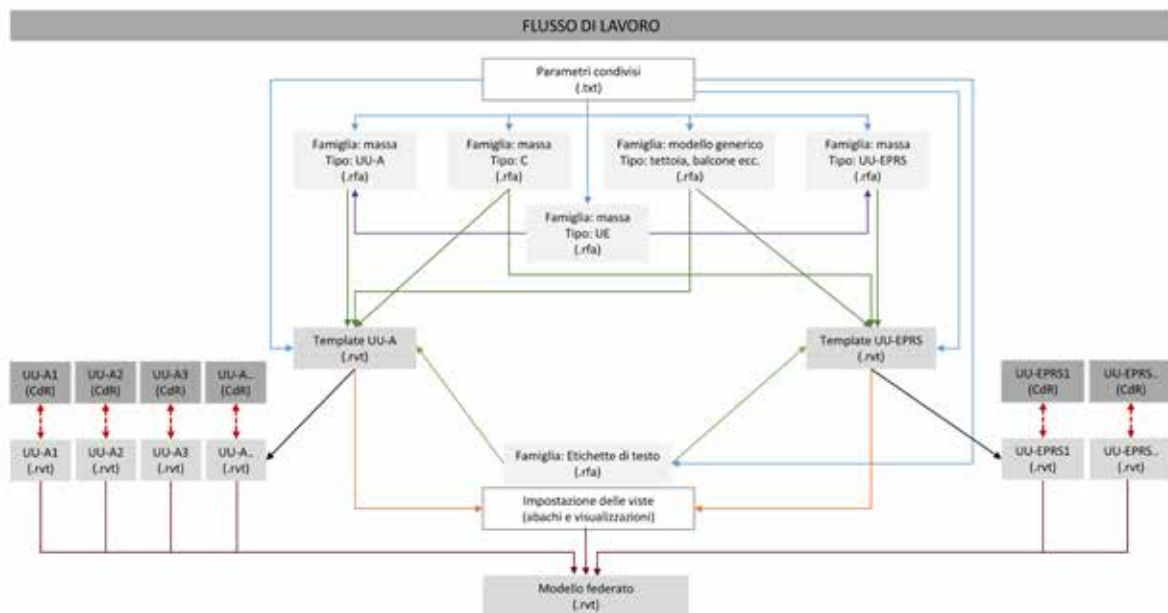 FLUSSO DI LAVORO
Parametri condivisi
(.txt)
Famiglia: massa
Tipo: UU-A
(.rfa)
Famiglia: massa
Tipo: C
(.rfa)
Famiglia: modello generico
Tipo: tettoia, balcone ecc.
(.rfa)
Famiglia: massa
Tipo: UU-EPRS
(.rfa)
Famiglia: massa
Tipo: UE
(.rfa)
Template UU-A
(.rvt)
Template UU-EPRS
(.rvt)
UU-A1
(CdR)
UU-A2
(CdR)
UU-A3
(CdR)
UU-A..
(CdR)
UU-EPRS1
(CdR)
UU-EPRS..
(CdR)
UU-A1
(.rvt)
UU-A2
(.rvt)
UU-A3
(.rvt)
UU-A..
(.rvt)
Famiglia: Etichette di testo
(.rfa)
UU-EPRS1
(.rvt)
UU-EPRS..
(.rvt)
Impostazione delle viste
(abachi e visualizzazioni)
Modello federato
(.rvt)